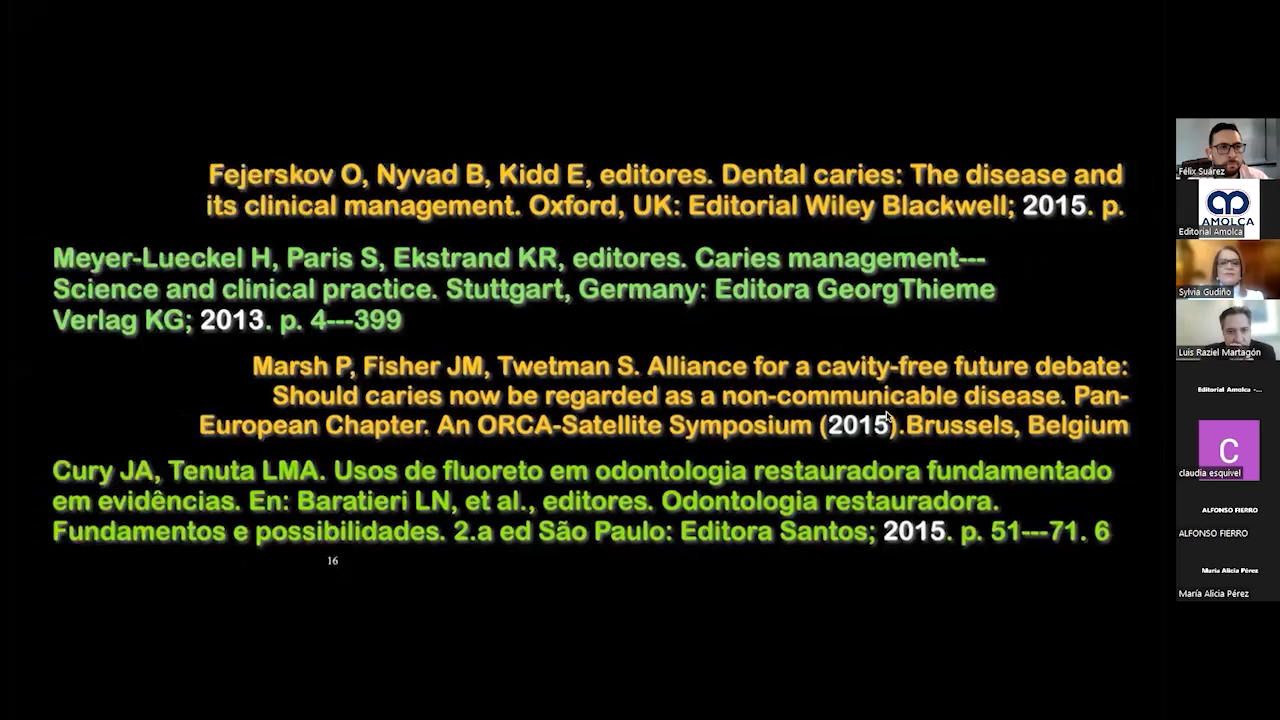 Fejerskov O, Nyvad B, Kidd E, editores. Dental caries: The disease and
its clinical management. Oxford, UK: Editorial Wiley Blackwell; 2015. p.
Meyer-Lueckel H, Paris S, Ekstrand KR, editores. Caries management---
Science and clinical practice. Stuttgart, Germany: Editora GeorgThieme
Verlag KG; 2013. p. 4---399
Marsh P, Fisher JM, Twetman S. Alliance for a cavity-free future debate:
Should caries now be regarded as a non-communicable disease. Pan-
European Chapter. An ORCA-Satellite Symposium (2015).Brussels, Belgium
Cury JA, Tenuta LMA. Usos de fluoreto em odontologia restauradora fundamentado
em evidências. En: Baratieri LN, et al., editores. Odontologia restauradora.
Fundamentos e possibilidades. 2.a ed São Paulo: Editora Santos; 2015. p. 51---71. 6
16
Félix Suárez
AMOLCA
Editorial Amolca
Sylvia Gudiño
Luis Raziel Martagón
Editorial Amolca -...
C
claudia esquivel
ALFONSO FIERRO
ALFONSO FIERRO
María Alicia Pérez
María Alicia Pérez